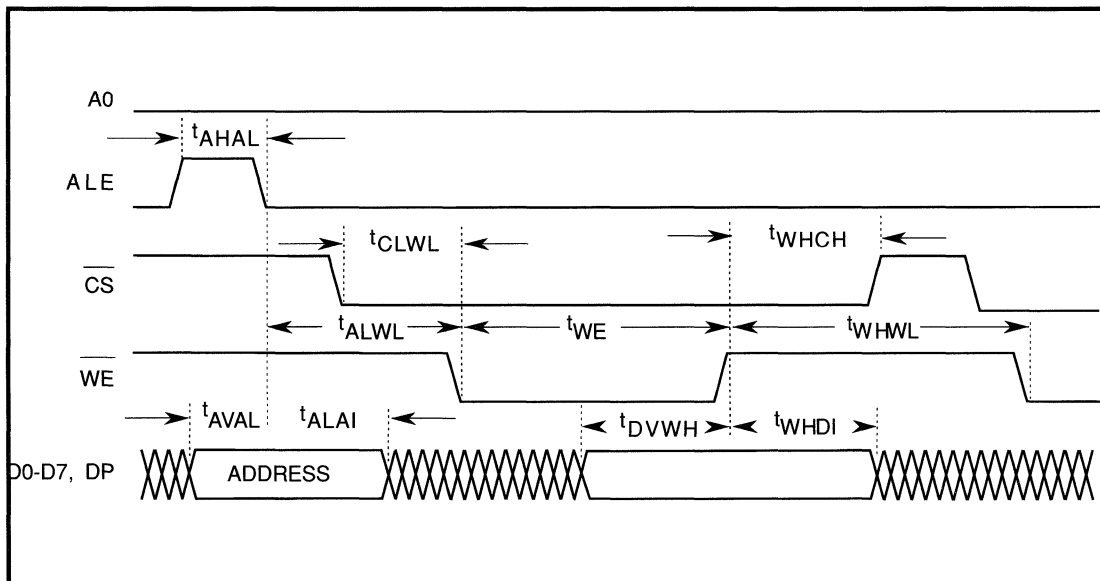 A0
tAHAL
ALE
tCLWL
tWHCH
CS
tALWL
tWE
tWHWL
WE
tAVAL
tALAI
tDVWH
tWHDI
D0-D7, DP
ADDRESS